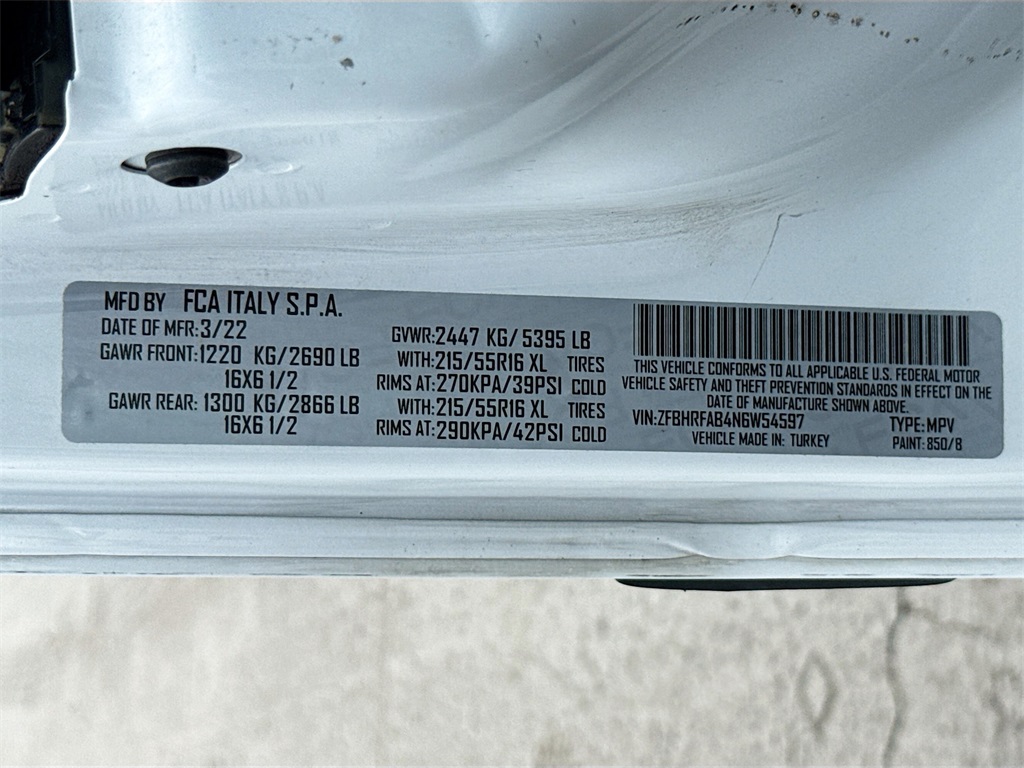 MFD BY FCA ITALY S.P.A.
DATE OF MFR:3/22
GAWR FRONT:1220 KG/2690 LB
16X6 1/2
GAWR REAR: 1300 KG/2866 LB
16X6 1/2
GVWR:2447 KG/5395 LB
WITH:215/55R16 XL TIRES
RIMS AT:270KPA/39PSI COLD
WITH:215/55R16 XL TIRES
RIMS AT:290KPA/42PSI COLD
THIS VEHICLE CONFORMS TO ALL APPLICABLE U.S. FEDERAL MOTOR
VEHICLE SAFETY AND THEFT PREVENTION STANDARDS IN EFFECT ON THE
DATE OF MANUFACTURE SHOWN ABOVE.
VIN:ZFBHRFAB4N6W54597 TYPE:MPV
VEHICLE MADE IN: TURKEY PAINT: 850/B